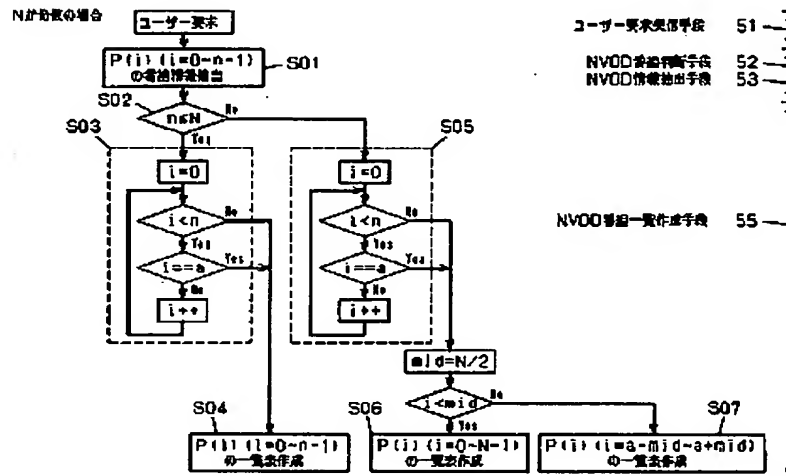 Nが奇数の場合
ユーザー要求
P(i) (i=0~n-1)
の番組情報抽出
S01
S02
n≤N
No
Yes
S03
S05
i=0
i=0
i<n
No
Yes
i<n
No
Yes
i==a
Yes
No
i==a
Yes
No
i++
i++
mid=N/2
i<mid
No
Yes
S04
S06
S07
P(i) (i=0~n-1)
の一覧表作成
P(i) (i=0~N-1)
の一覧表作成
P(i) (i=a-mid~a+mid)
の一覧表作成
ユーザー要求受信手段 51
NVOD番組判断手段 52
NVOD情報抽出手段 53
NVOD番組一覧作成手段 55